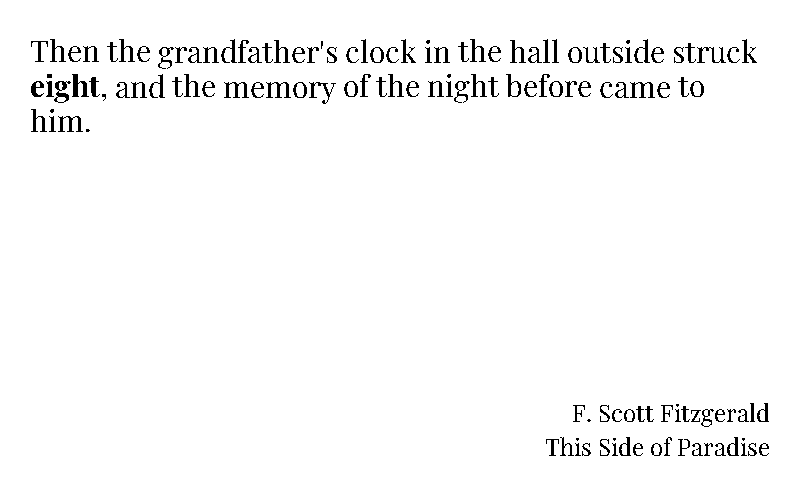 Then the grandfather's clock in the hall outside struck
eight, and the memory of the night before came to
him.
F. Scott Fitzgerald
This Side of Paradise